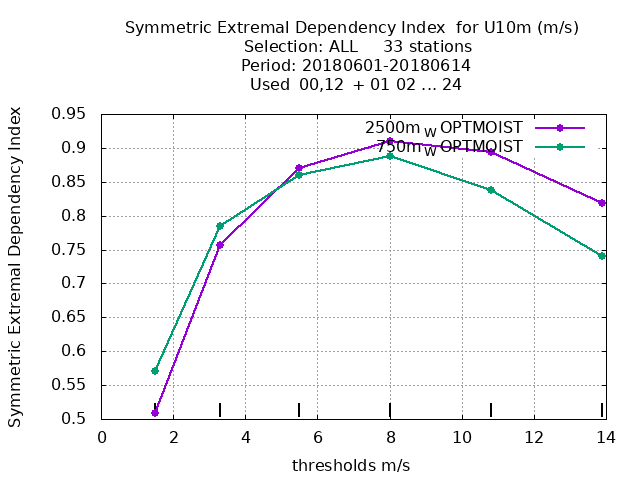 Symmetric Extremal Dependency Index for U10m (m/s)
Selection: ALL 33 stations
Period: 20180601-20180614
Used 00,12 + 01 02 ... 24
2500m W OPTMOIST
750m W OPTMOIST
Symmetric Extremal Dependency Index
0.95
0.9
0.85
0.8
0.75
0.7
0.65
0.6
0.55
0.5
0 2 4 6 8 10 12 14
thresholds m/s